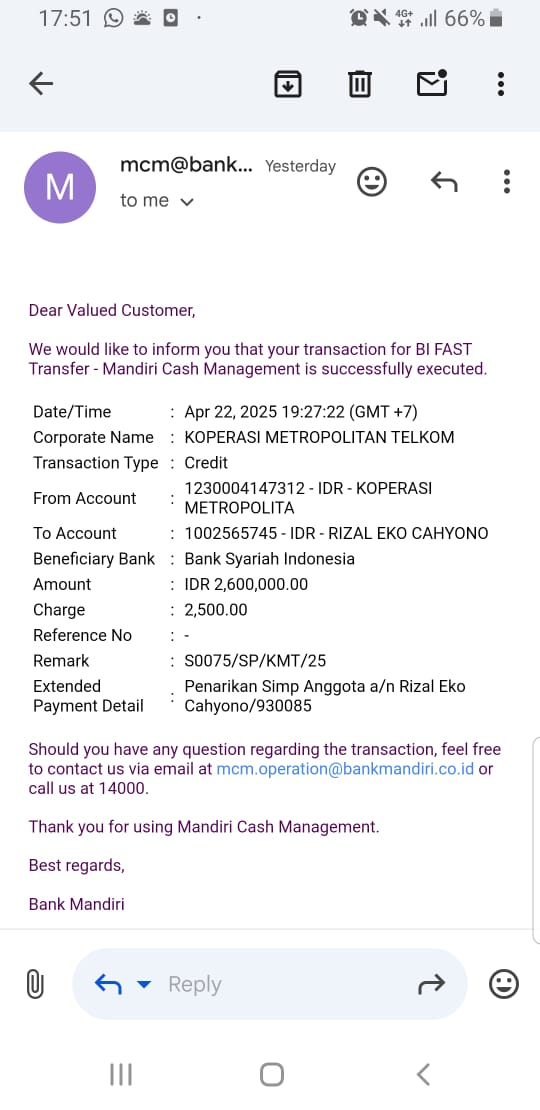 17:51
4G+ 66%
mcm@bank... Yesterday
M
to me
Dear Valued Customer,
We would like to inform you that your transaction for BI FAST
Transfer - Mandiri Cash Management is successfully executed.
Date/Time : Apr 22, 2025 19:27:22 (GMT +7)
Corporate Name : KOPERASI METROPOLITAN TELKOM
Transaction Type : Credit
From Account : 1230004147312 - IDR - KOPERASI
METROPOLITA
To Account : 1002565745 - IDR - RIZAL EKO CAHYONO
Beneficiary Bank : Bank Syariah Indonesia
Amount : IDR 2,600,000.00
Charge : 2,500.00
Reference No : -
Remark : S0075/SP/KMT/25
Extended
Payment Detail : Penarikan Simp Anggota a/n Rizal Eko
Cahyono/930085
Should you have any question regarding the transaction, feel free
to contact us via email at mcm.operation@bankmandiri.co.id or
call us at 14000.
Thank you for using Mandiri Cash Management.
Best regards,
Bank Mandiri
Reply